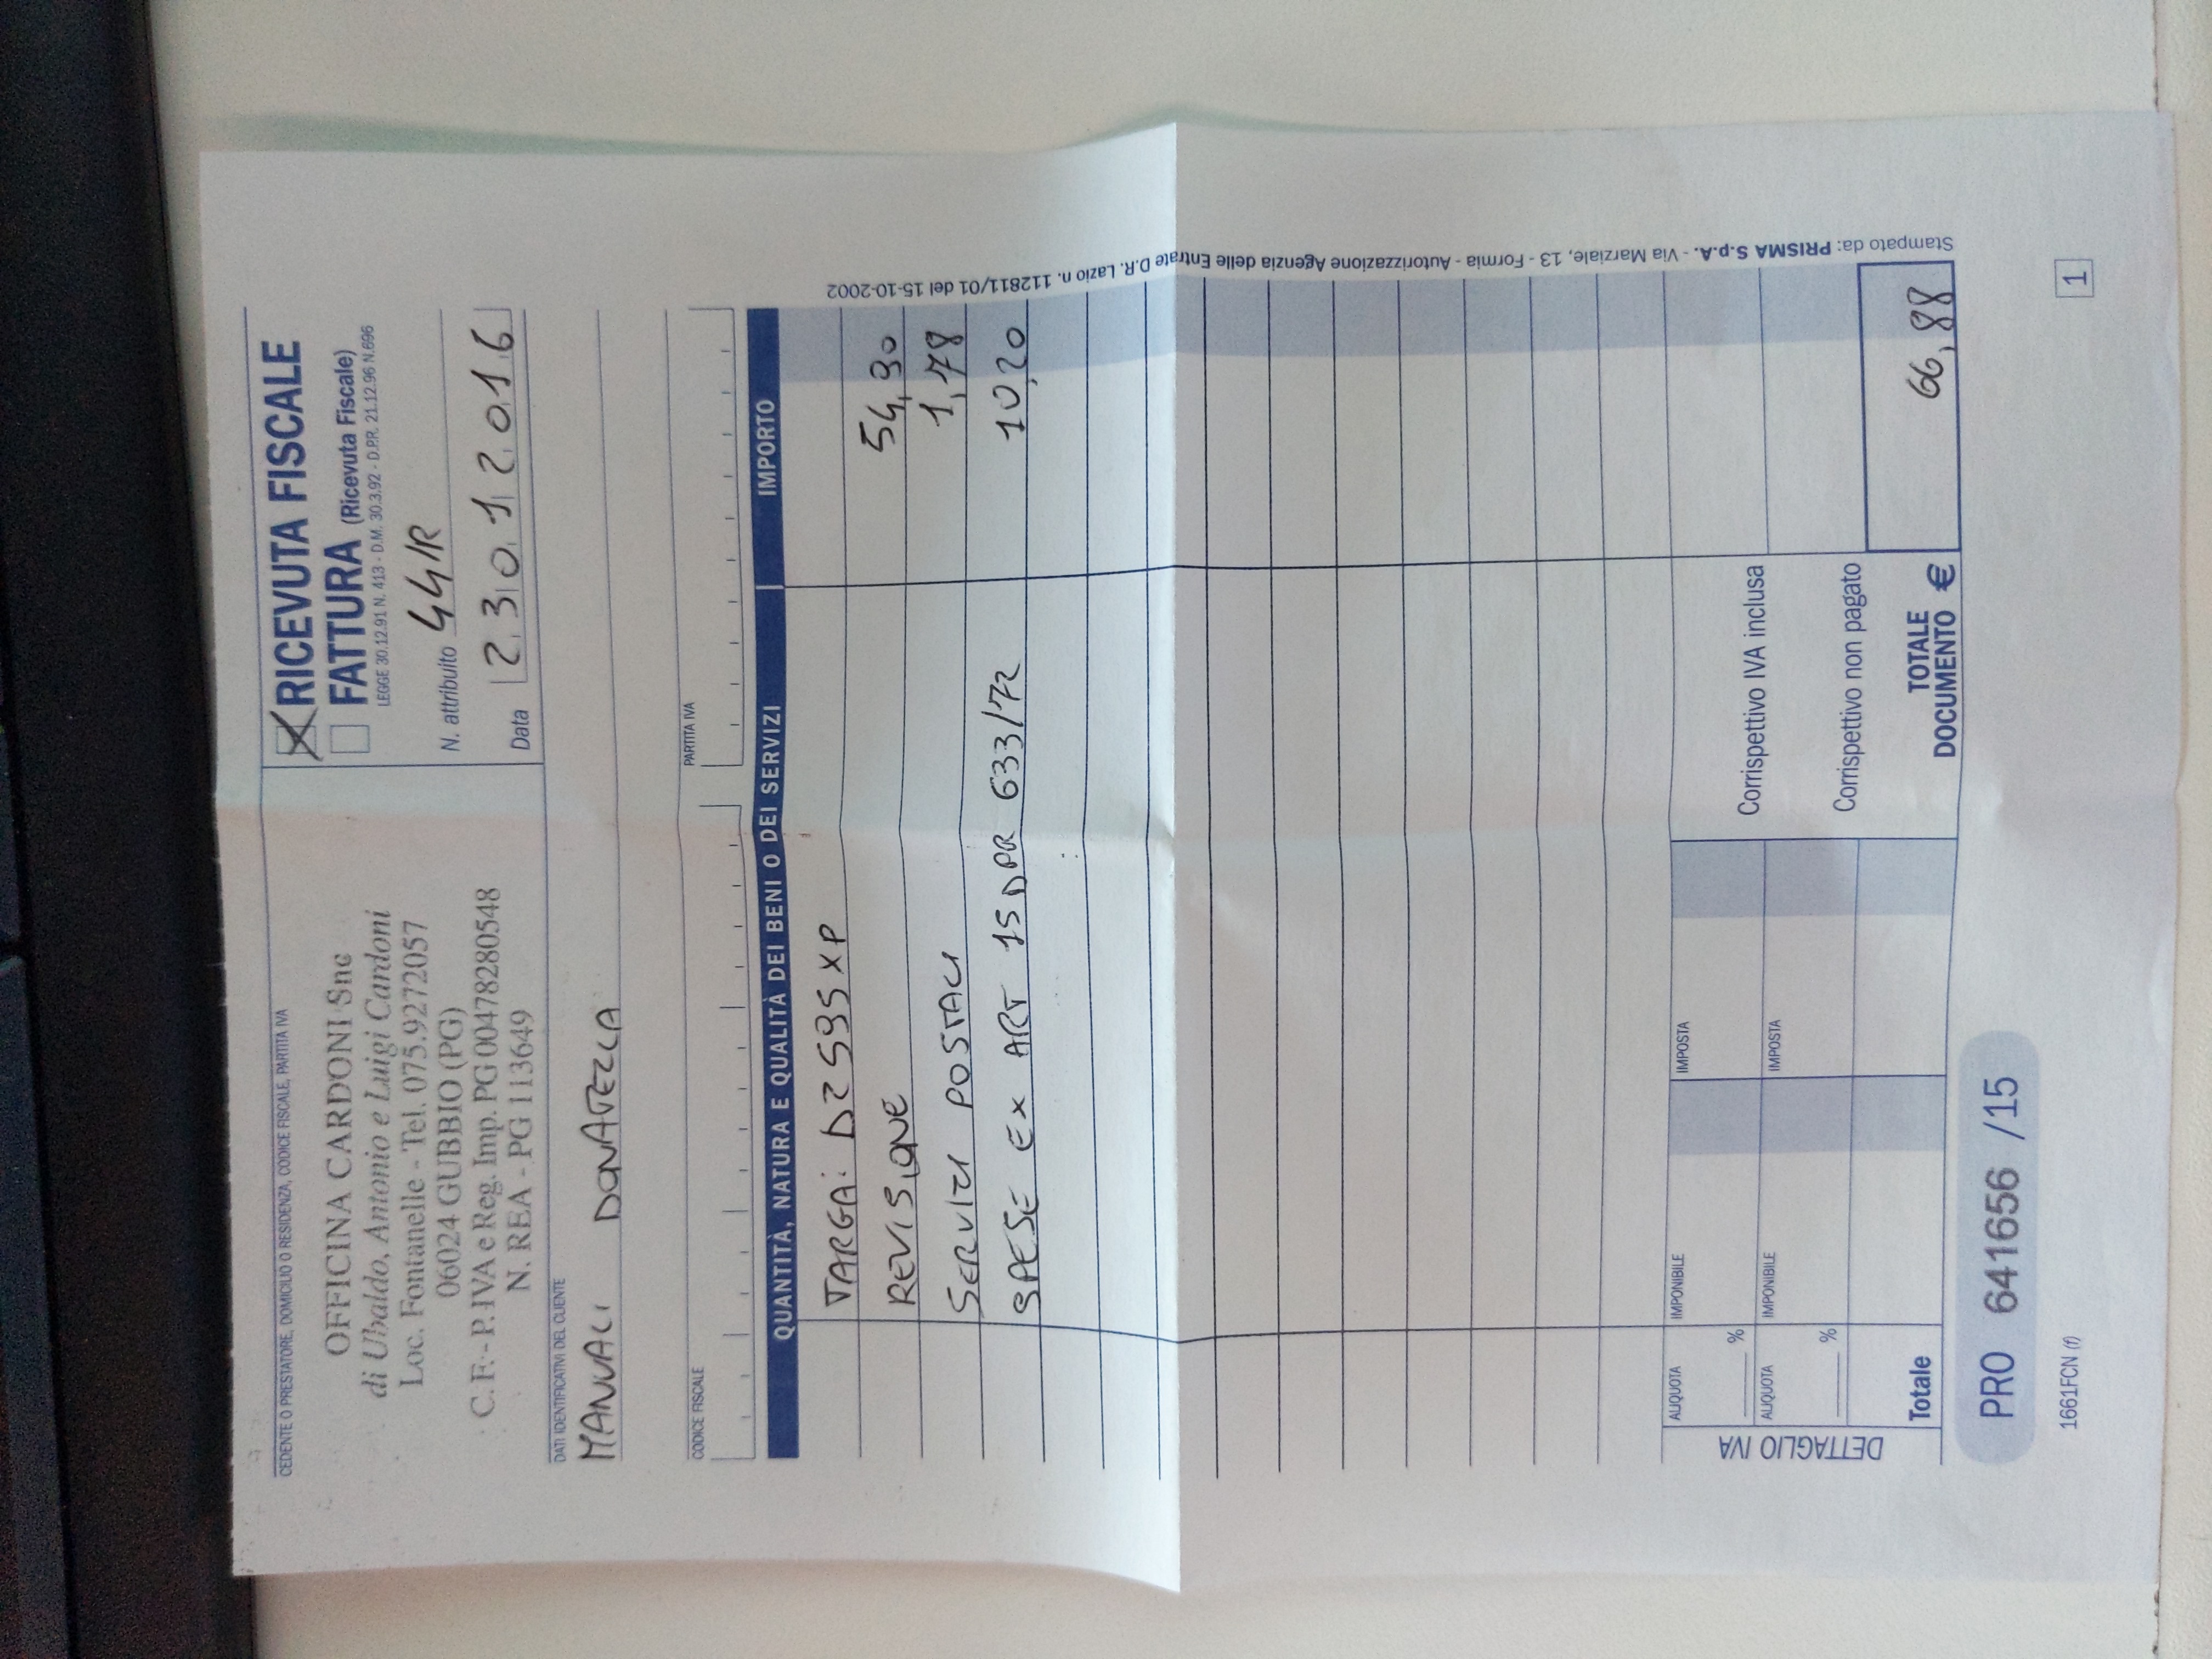 CEDENTE O PRESTATORE, DOMICILIO O RESIDENZA, CODICE FISCALE, PARTITA IVA
OFFICINA CARDONI Snc
di Ubaldo, Antonio e Luigi Cardoni
Loc. Fontanelle - Tel. 075.9272057
06024 GUBBIO (PG)
C.F. - P.IVA e Reg. Imp. PG 00478280548
N. REA - PG 113649
RICEVUTA FISCALE
FATTURA (Ricevuta Fiscale)
LEGGE 30.12.91 N. 413 - D.M. 30.3.92 - D.P.R. 21.12.96 N.696
N. attribuito 44/R
Data 23012016
DATI IDENTIFICATIVI DEL CLIENTE
MANUALI DONATELLA
CODICE FISCALE
PARTITA IVA
QUANTITÀ, NATURA E QUALITÀ DEI BENI O DEI SERVIZI IMPORTO
TARGA: DZ595XP
REVISIONE 54,90
SERVIZI POSTALI 1,78
SPESE EX ART 15 DPR 633/72 10,20
DETTAGLIO IVA
ALIQUOTA IMPONIBILE IMPOSTA
%
Corrispettivo IVA inclusa
ALIQUOTA IMPONIBILE IMPOSTA
%
Corrispettivo non pagato
Totale
TOTALE DOCUMENTO € 66,88
PRO 641656 /15
1661FCN (f)
1
Stampato da: PRISMA S.p.A. - Via Marziale, 13 - Formia - Autorizzazione Agenzia delle Entrate D.R. Lazio n. 112811/01 del 15-10-2002